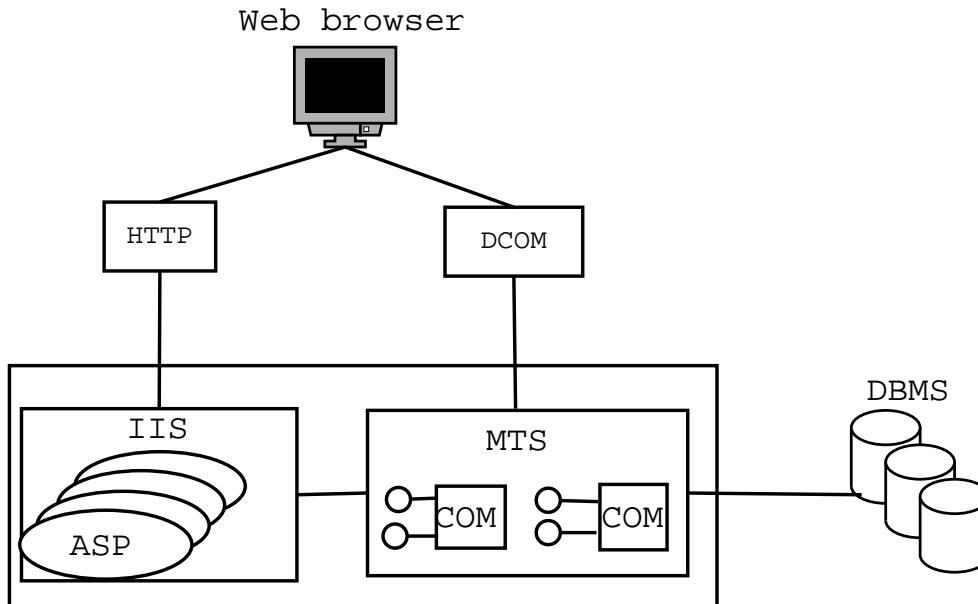 Web browser
HTTP
DCOM
IIS
MTS
DBMS
ASP
COM
COM